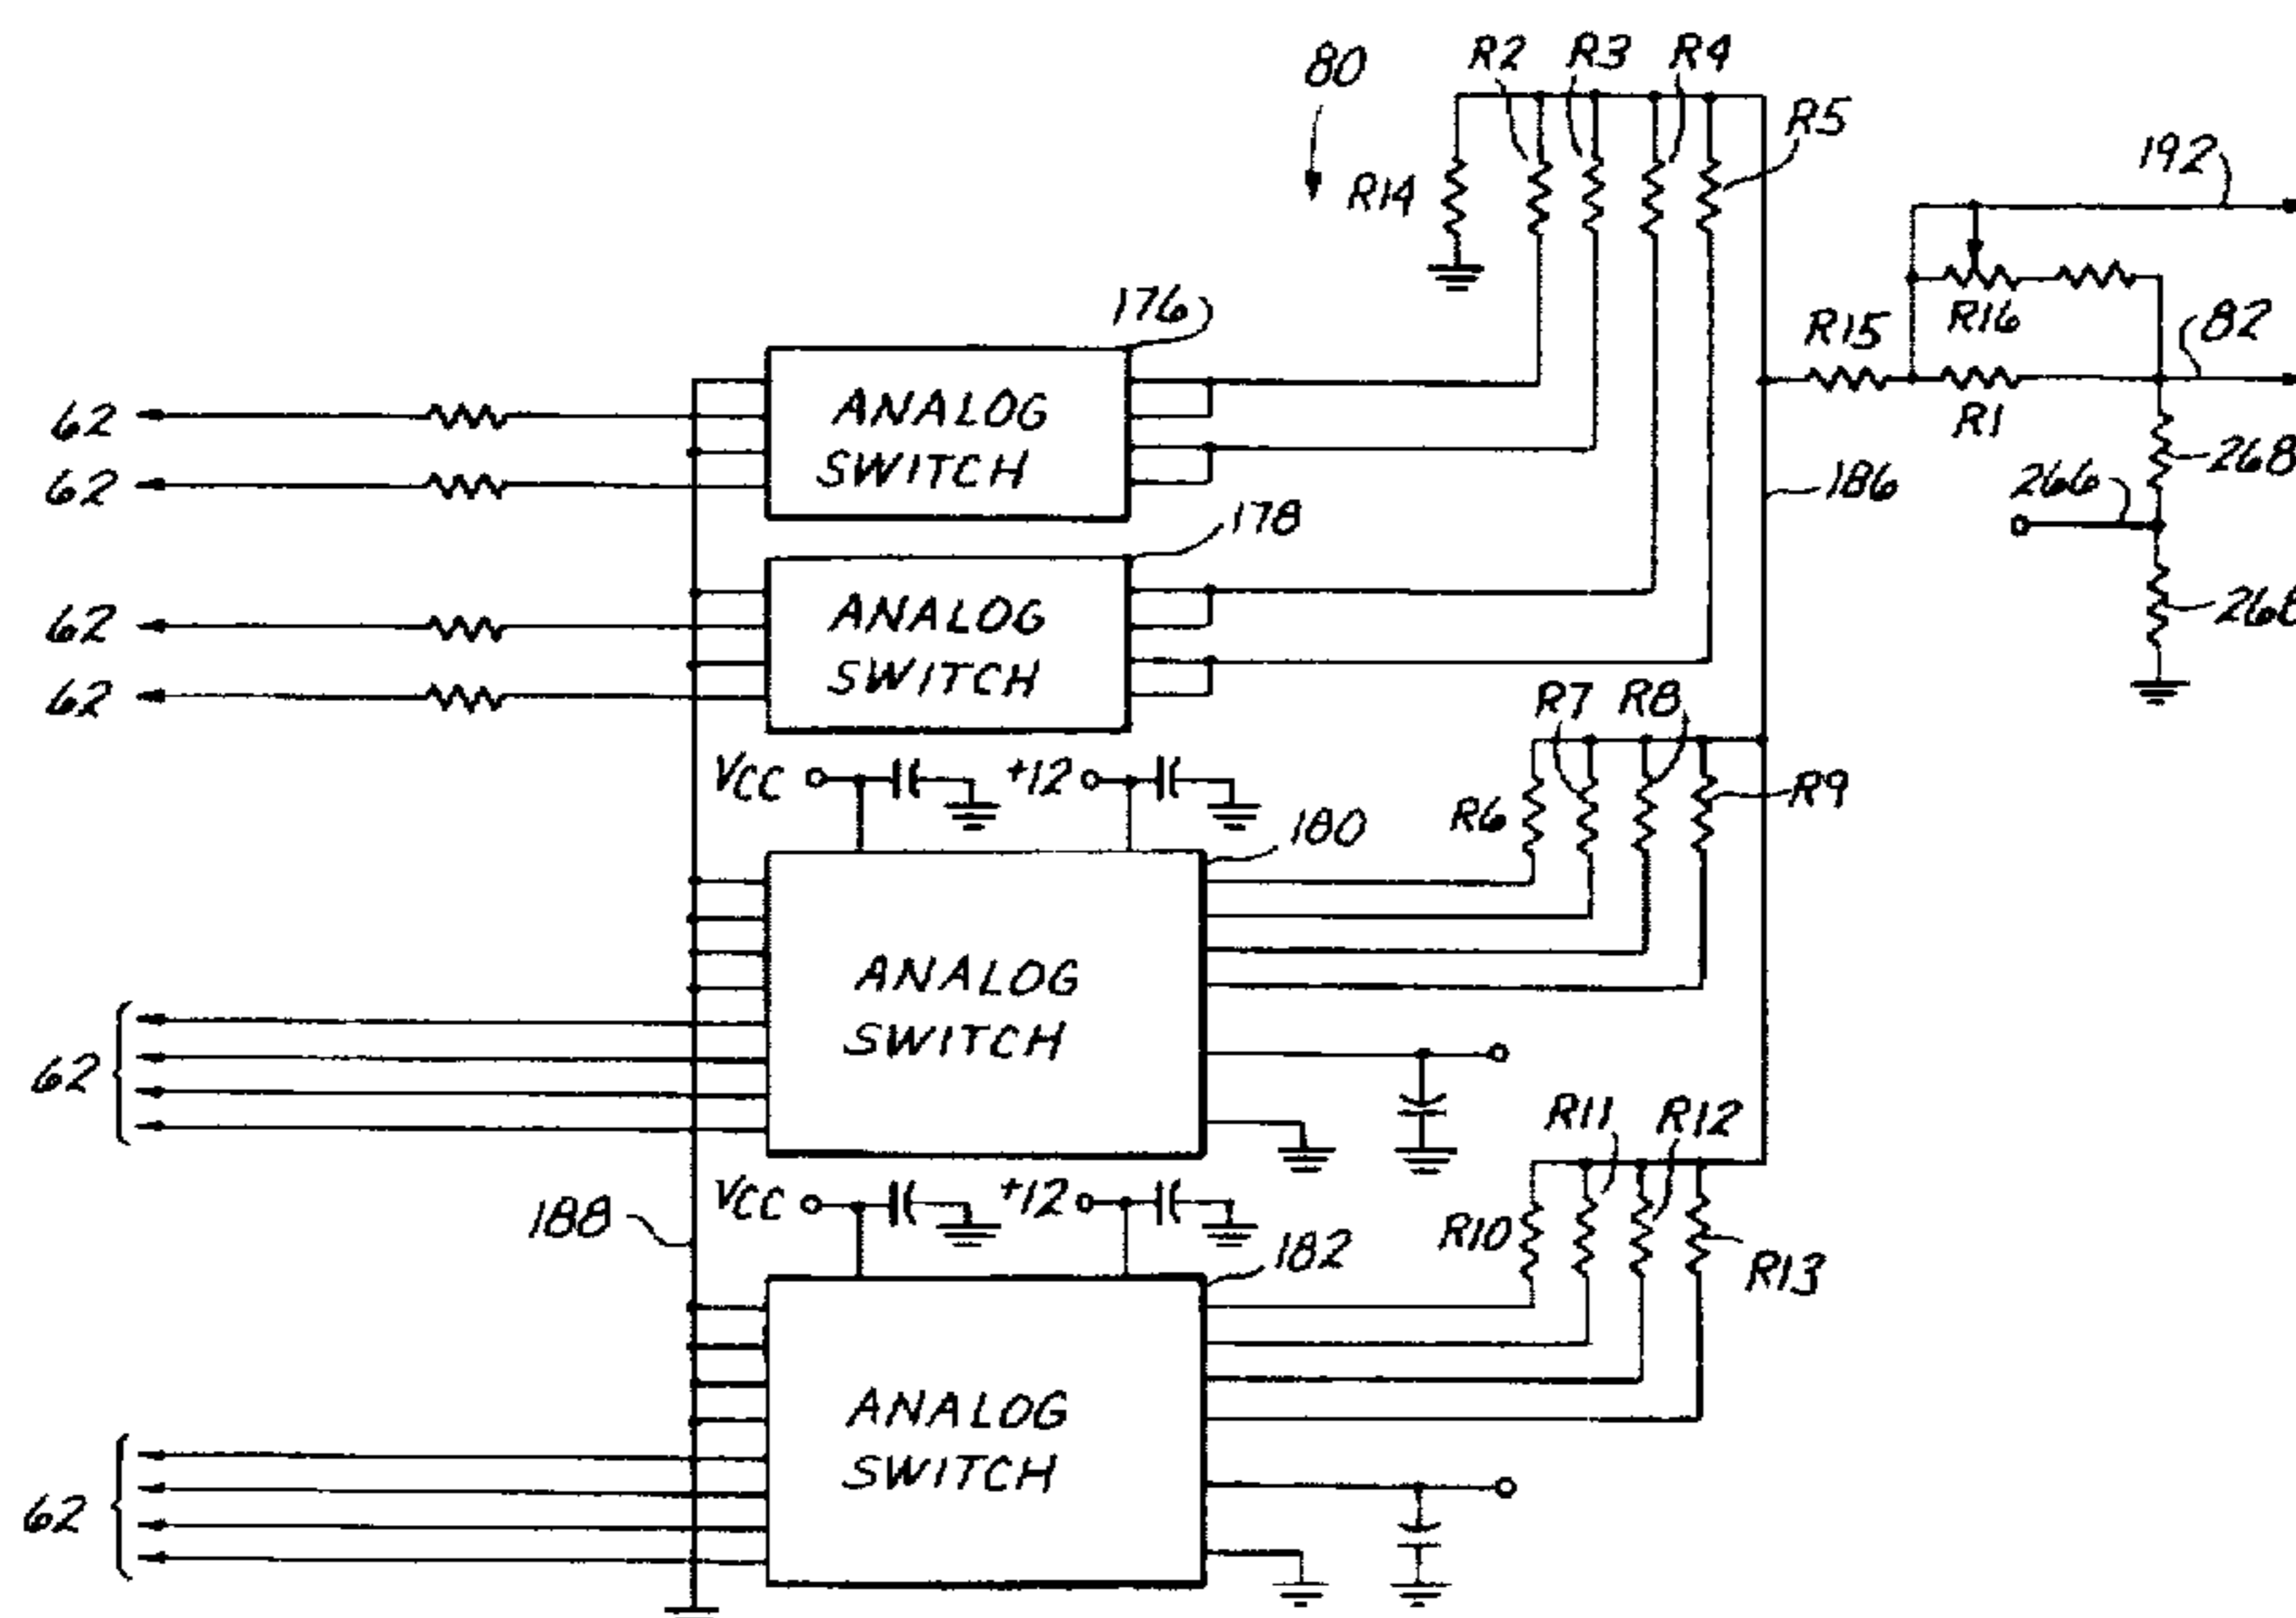 80
R2
R3
R4
R5
R14
192
176
R15
R16
82
R1
62
ANALOG
SWITCH
62
268
186
266
178
62
ANALOG
SWITCH
62
268
R7
R8
VCC
+12
R6
R9
180
ANALOG
SWITCH
62
R11
R12
VCC
+12
188
R10
182
R13
ANALOG
SWITCH
62